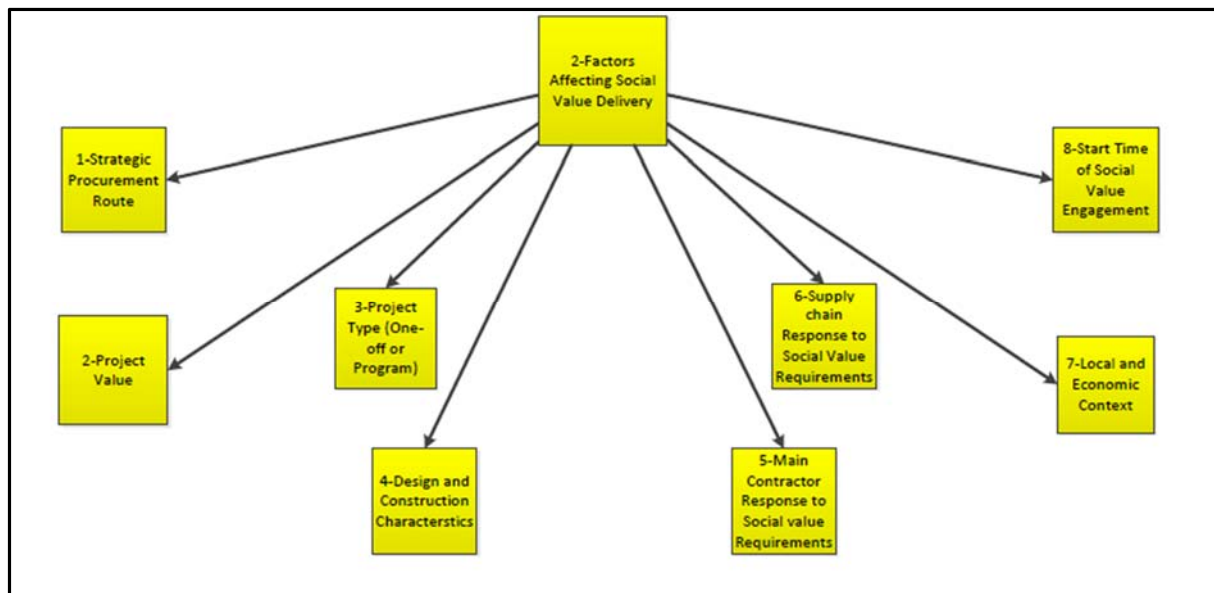 2-Factors
Affecting Social
Value Delivery
1-Strategic
Procurement
Route
8-Start Time
of Social
Value
Engagement
3-Project
Type (One-
off or
Program)
6-Supply
chain
Response to
Social Value
Requirements
2-Project
Value
7-Local and
Economic
Context
4-Design and
Construction
Characterstics
5-Main
Contractor
Response to
Social value
Requirements